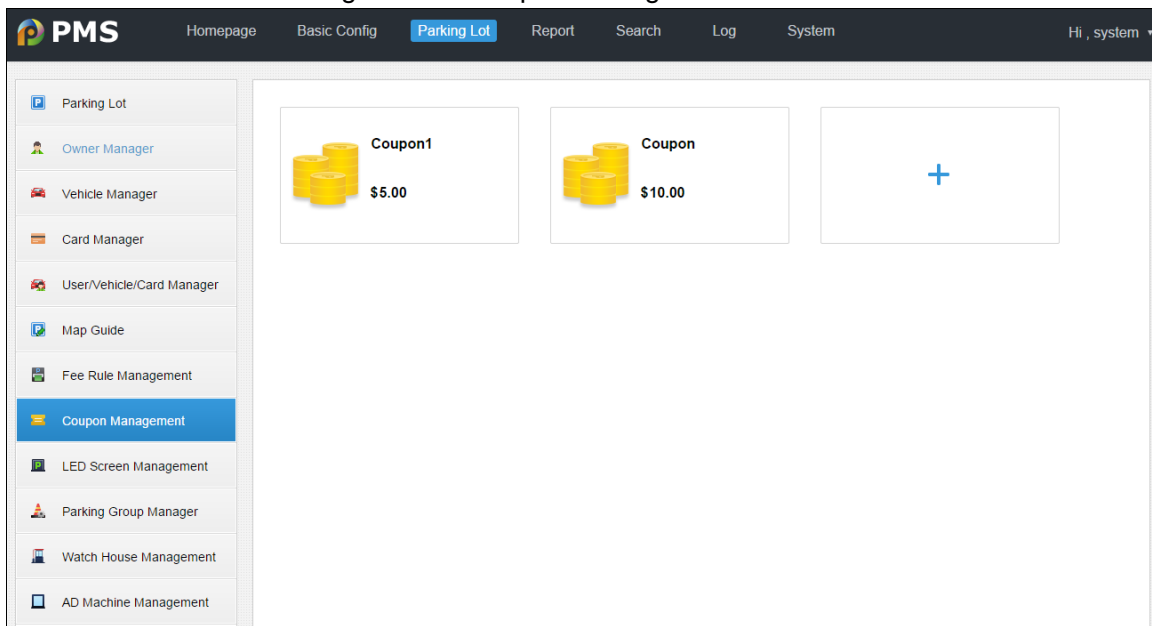 PMS
Homepage Basic Config Parking Lot Report Search Log System Hi , system
Parking Lot
Owner Manager
Vehicle Manager
Card Manager
User/Vehicle/Card Manager
Map Guide
Fee Rule Management
Coupon Management
LED Screen Management
Parking Group Manager
Watch House Management
AD Machine Management
Coupon1
$5.00
Coupon
$10.00
+